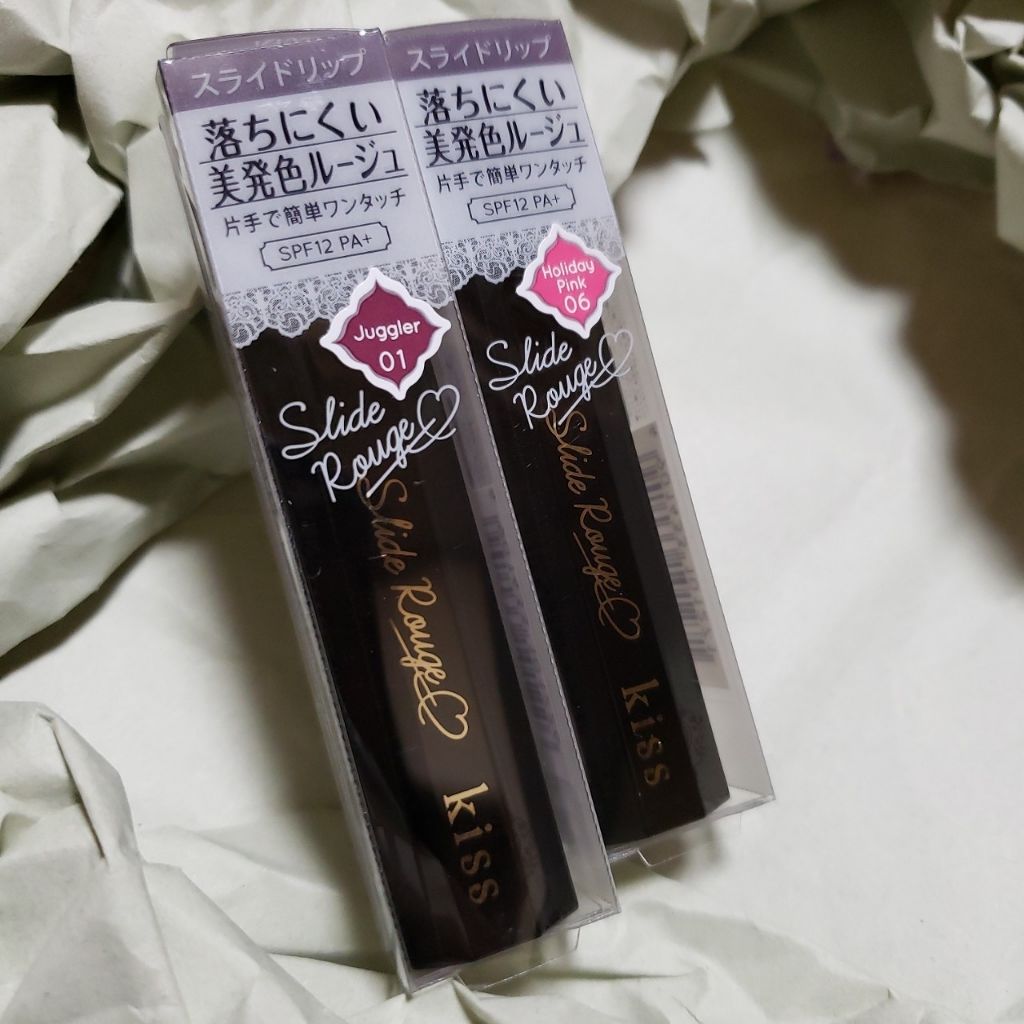 スライドリップ
落ちにくい
美発色ルージュ
片手で簡単ワンタッチ
SPF12 PA+
Juggler
01
Slide
Rouge
Slide Rouge
kiss
スライドリップ
落ちにくい
美発色ルージュ
片手で簡単ワンタッチ
SPF12 PA+
Holiday
Pink
06
Slide
Rouge
Slide Rouge
kiss